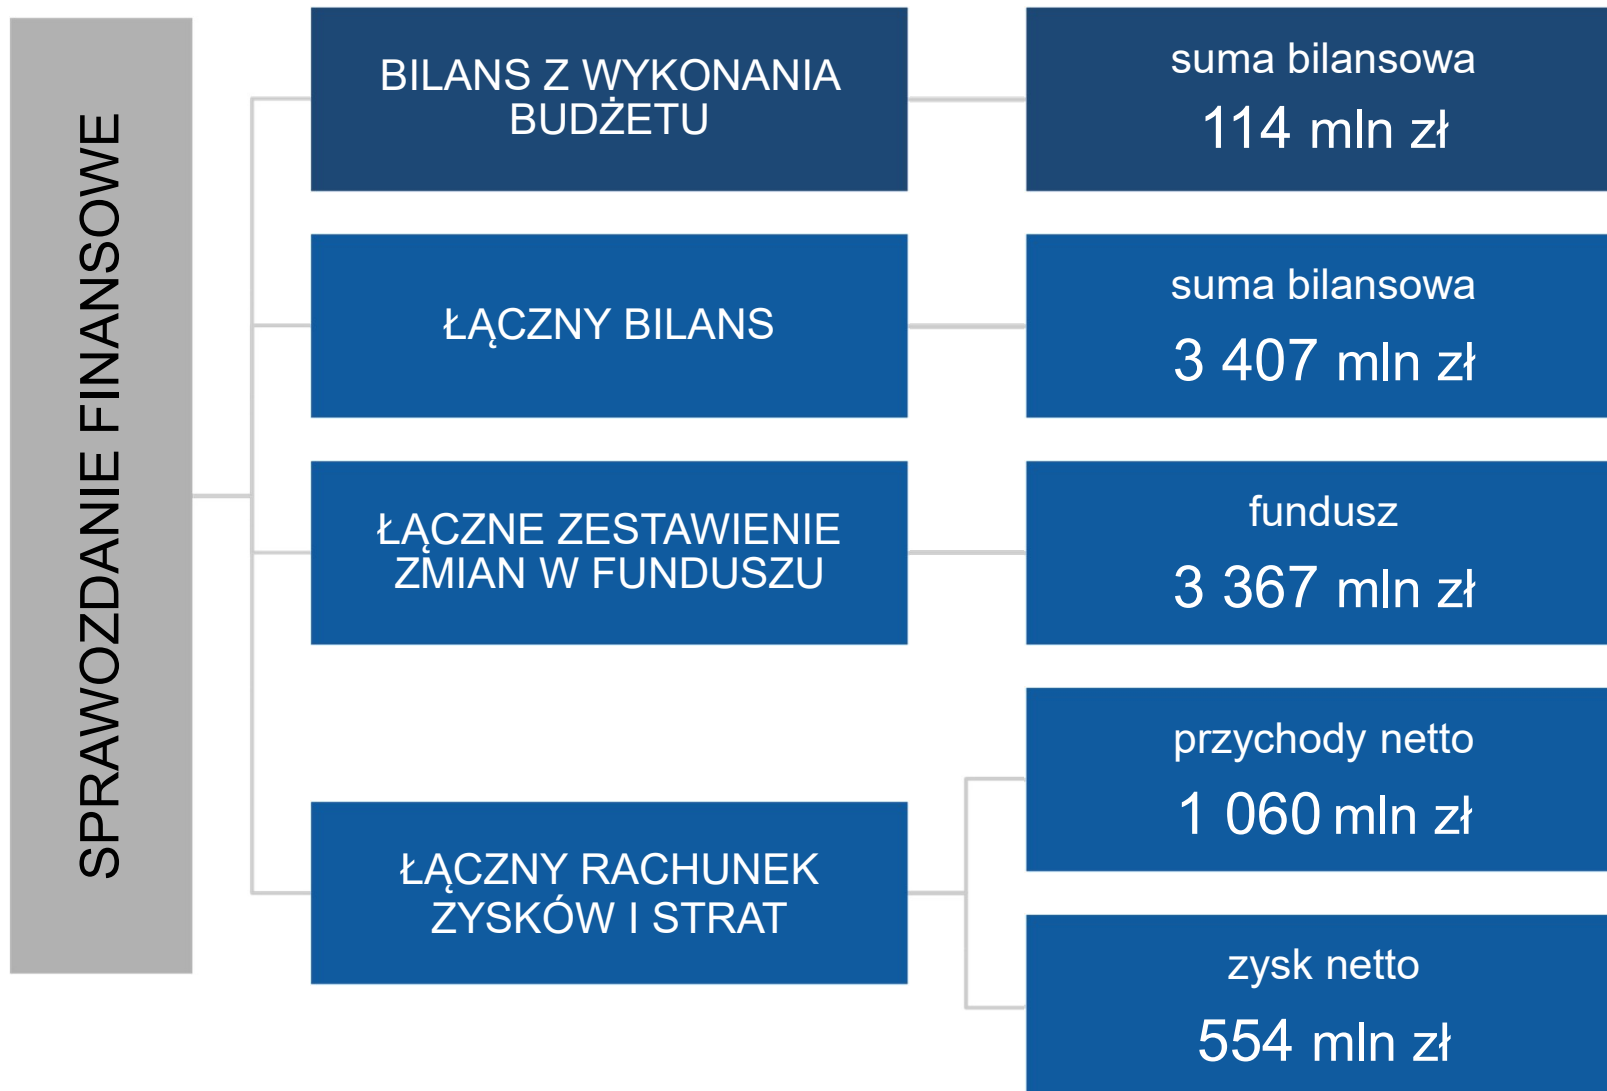 SPRAWOZDANIE FINANSOWE
BILANS Z WYKONANIA
BUDŻETU
suma bilansowa
114 mln zł
ŁĄCZNY BILANS
suma bilansowa
3 407 mln zł
ŁĄCZNE ZESTAWIENIE
ZMIAN W FUNDUSZU
fundusz
3 367 mln zł
ŁĄCZNY RACHUNEK
ZYSKÓW I STRAT
przychody netto
1 060 mln zł
zysk netto
554 mln zł